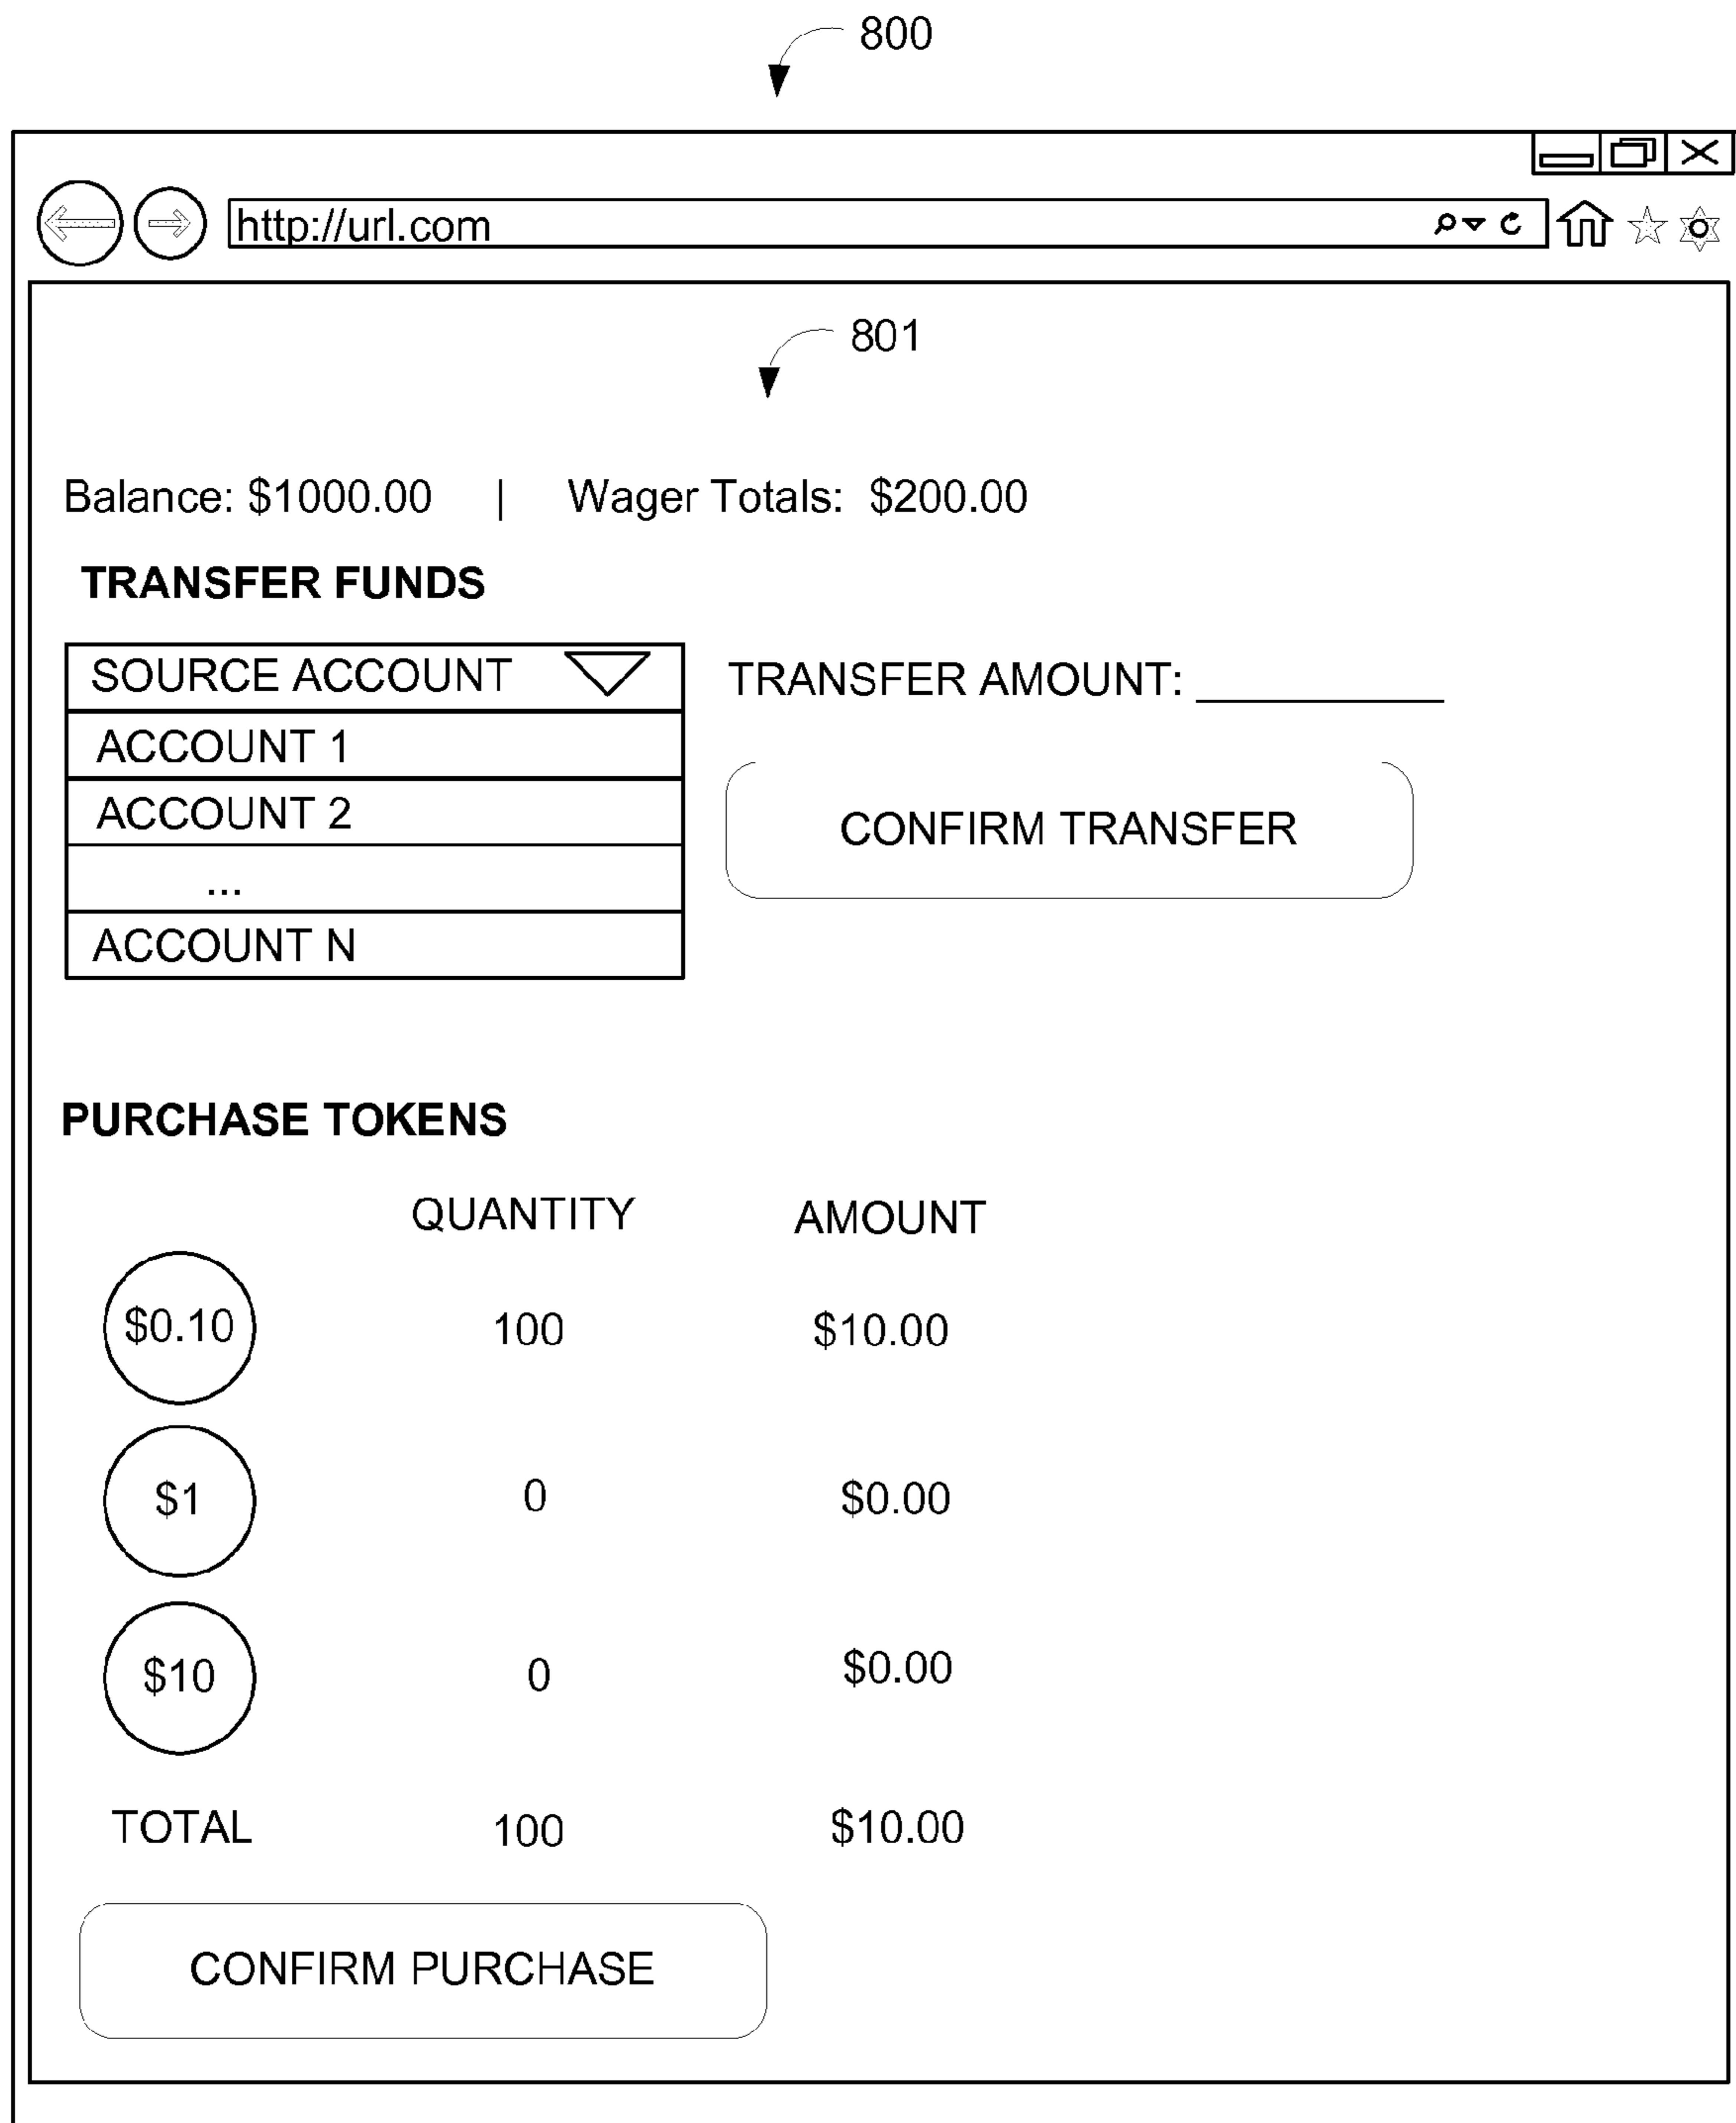 800
http://url.com
801
Balance: $1000.00 | Wager Totals: $200.00
TRANSFER FUNDS
SOURCE ACCOUNT
TRANSFER AMOUNT: __________
ACCOUNT 1
ACCOUNT 2
...
ACCOUNT N
CONFIRM TRANSFER
PURCHASE TOKENS
QUANTITY AMOUNT
$0.10 100 $10.00
$1 0 $0.00
$10 0 $0.00
TOTAL 100 $10.00
CONFIRM PURCHASE